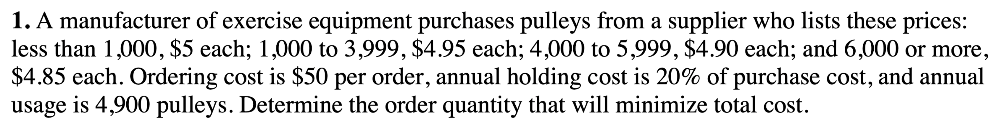 1. A manufacturer of exercise equipment purchases pulleys from a supplier who lists these prices:
less than 1,000, $5 each; 1,000 to 3,999, $4.95 each; 4,000 to 5,999, $4.90 each; and 6,000 or more,
$4.85 each. Ordering cost is $50 per order, annual holding cost is 20% of purchase cost, and annual
usage is 4,900 pulleys. Determine the order quantity that will minimize total cost.